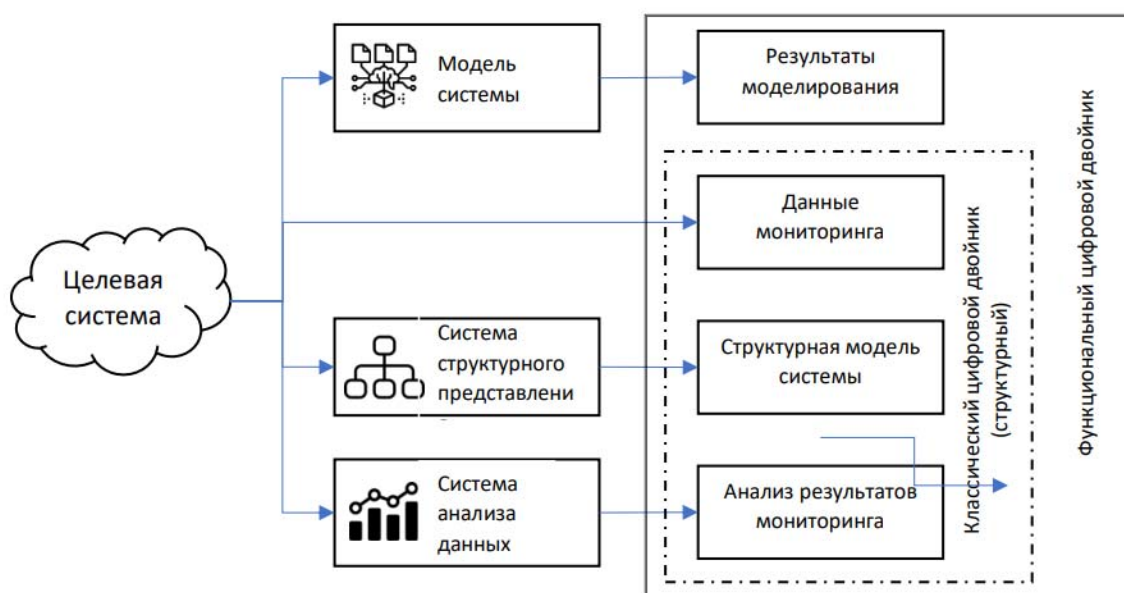 Целевая
система
Модель
системы
Результаты
моделирования
Данные
мониторинга
Система
структурного
представлени
Структурная модель
системы
Система
анализа
данных
Анализ результатов
мониторинга
Классический цифровой двойник
(структурный)
Функциональный цифровой двойник